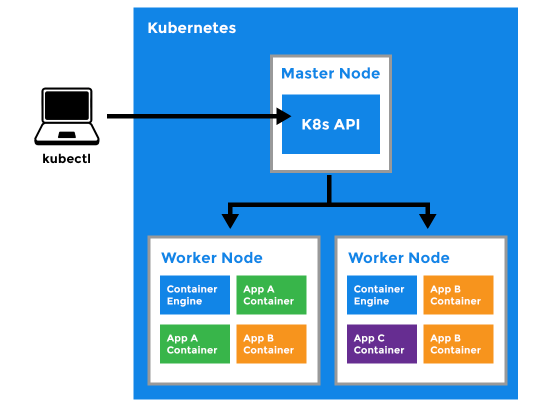 Kubernetes
Master Node
K8s API
kubectl
Worker Node
Container
Engine
App A
Container
App A
Container
App B
Container
Worker Node
Container
Engine
App B
Container
App C
Container
App B
Container